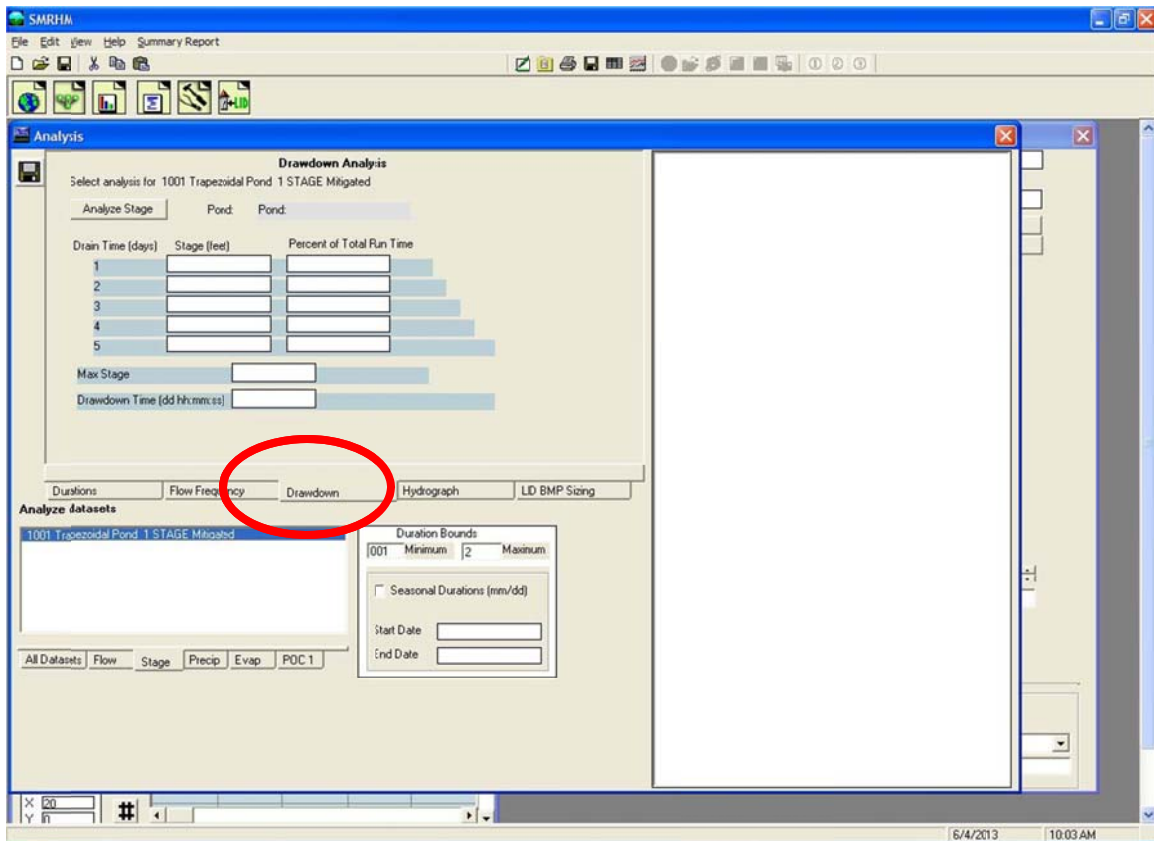 SMRHM
File Edit View Help Summary Report
LID
Analysis
Drawdown Analysis
Select analysis for 1001 Trapezoidal Pond 1 STAGE Mitigated
Analyze Stage Pond: Pond:
Drain Time (days) Stage (feet) Percent of Total Run Time
1
2
3
4
5
Max Stage
Drawdown Time (dd hh:mm:ss)
Durations Flow Frequency Drawdown Hydrograph LID BMP Sizing
Analyze datasets
1001 Trapezoidal Pond 1 STAGE Mitigated
Duration Bounds
001 Minimum 2 Maximum
Seasonal Durations (mm/dd)
Start Date
End Date
All Datasets Flow Stage Precip Evap POC 1
X 20
Y 0
#
6/4/2013 10:03 AM